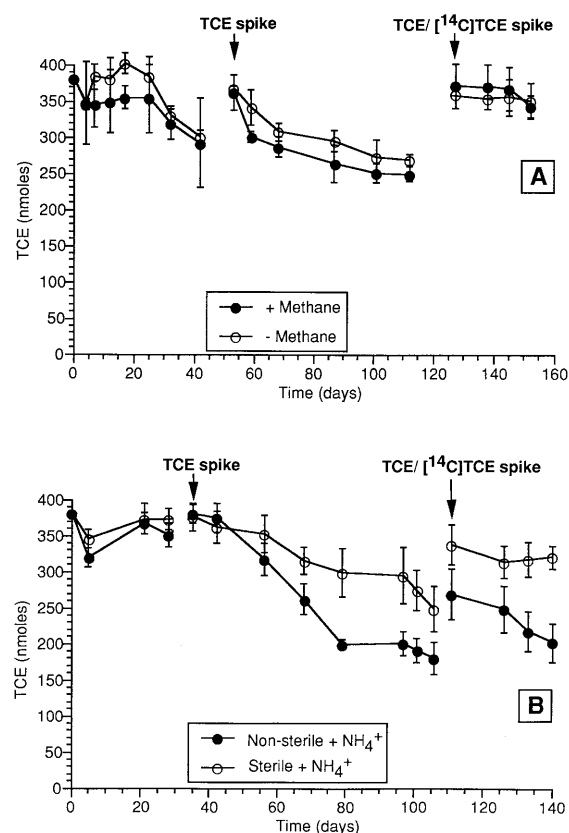 TCE spike
TCE/ [14C]TCE spike
400
350
300
250
200
150
100
50
0
TCE (nmoles)
A
+ Methane
- Methane
0 20 40 60 80 100 120 140 160
Time (days)
TCE spike
TCE/ [14C]TCE spike
400
350
300
250
200
150
100
50
0
TCE (nmoles)
B
Non-sterile + NH4+
Sterile + NH4+
0 20 40 60 80 100 120 140
Time (days)